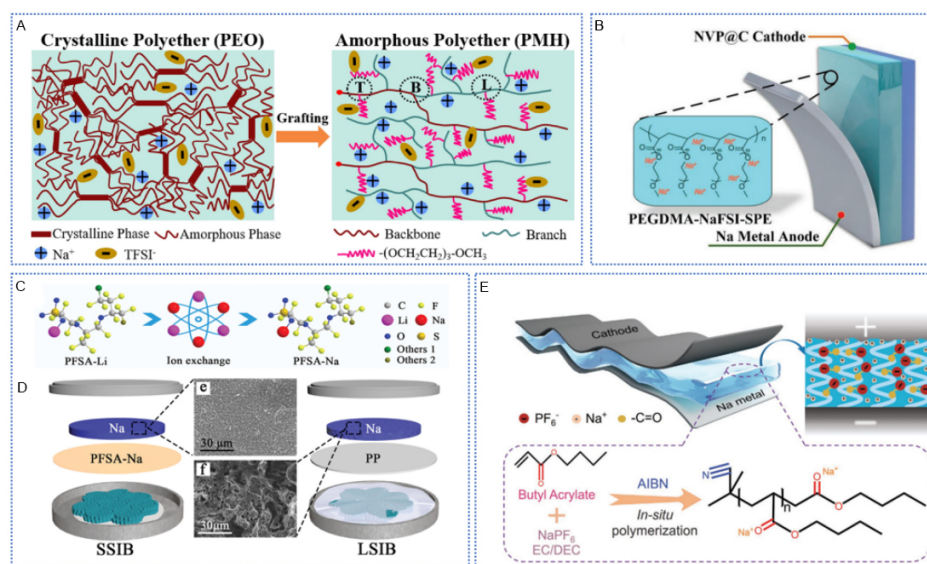 A
Crystalline Polyether (PEO)
Amorphous Polyether (PMH)
T
B
L
Grafting
Crystalline Phase
Amorphous Phase
Na⁺
TFSI⁻
Backbone
Branch
-(OCH₂CH₂)₃-OCH₃
B
NVP@C Cathode
PEGDMA-NaFSI-SPE
Na Metal Anode
C
PFSA-Li
Ion exchange
PFSA-Na
C
F
Li
Na
O
S
Others 1
Others 2
D
Na
PFSA-Na
SSIB
e
30 μm
f
30μm
Na
PP
LSIB
E
Cathode
Na metal
PF₆⁻
Na⁺
-C=O
O
O
Butyl Acrylate
+
NaPF₆
EC/DEC
AIBN
In-situ
polymerization
N
n
O
Na⁺
O
O
O
Na⁺